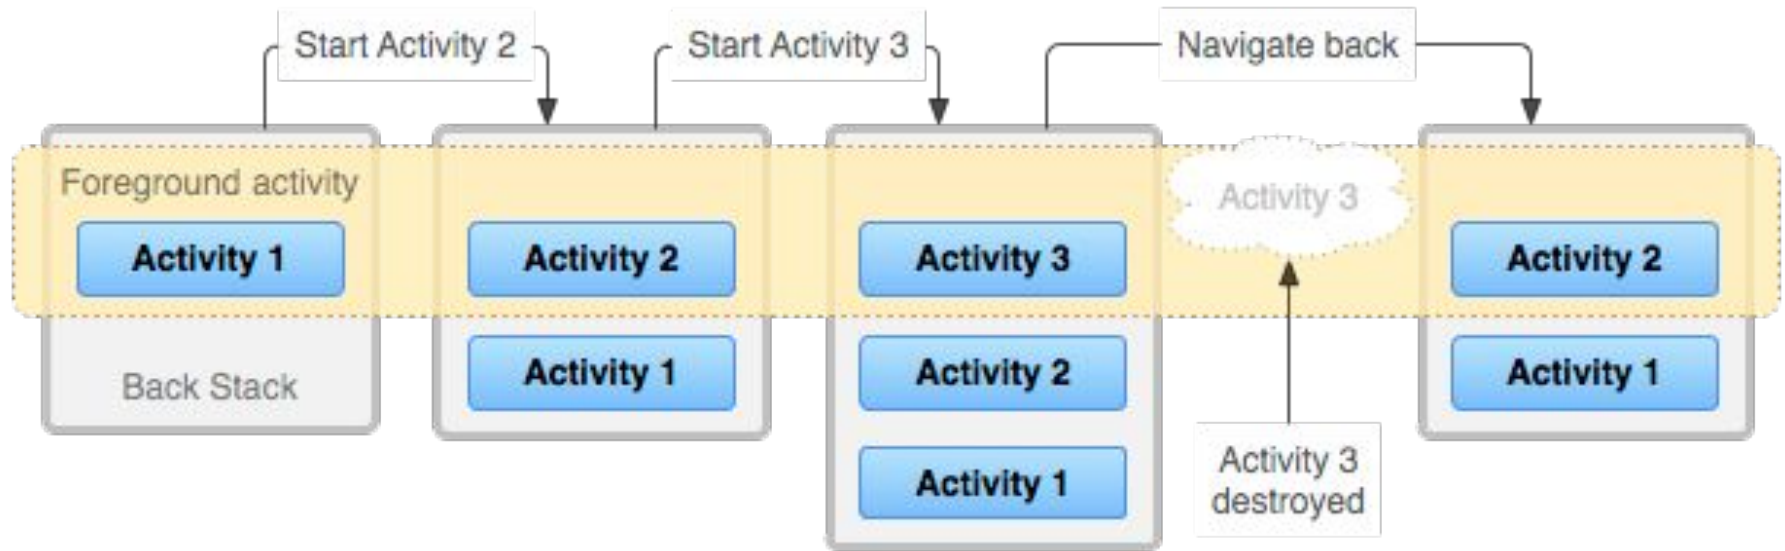 Start Activity 2
Start Activity 3
Navigate back
Foreground activity
Activity 1
Back Stack
Activity 2
Activity 1
Activity 3
Activity 2
Activity 1
Activity 3
Activity 3
destroyed
Activity 2
Activity 1